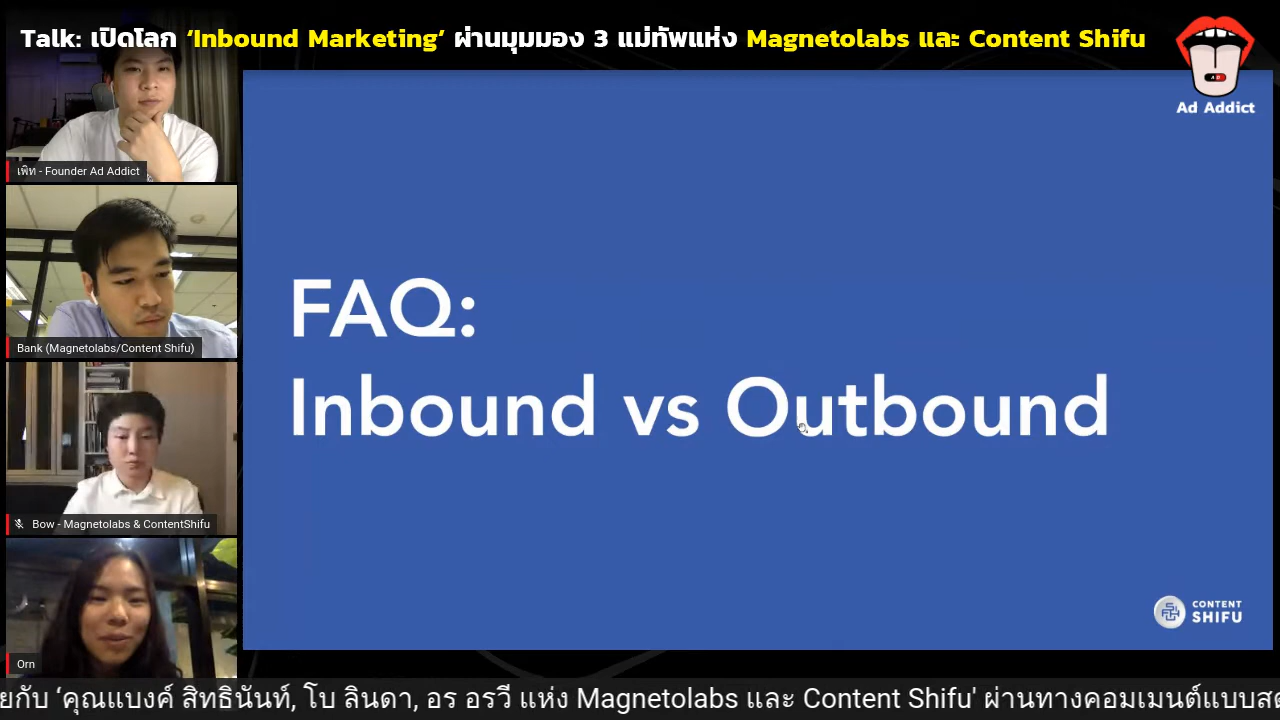 Talk: เปิดโลก ‘Inbound Marketing’ ผ่านมุมมอง 3 แม่ทัพแห่ง Magnetolabs และ Content Shifu
AD
Ad Addict
เพิท - Founder Ad Addict
Bank (Magnetolabs/Content Shifu)
Bow - Magnetolabs & ContentShifu
Orn
FAQ:
Inbound vs Outbound
CONTENT
SHIFU
ยกับ ‘คุณแบงค์ สิทธินันท์, โบ ลินดา, อร อรวี แห่ง Magnetolabs และ Content Shifu' ผ่านทางคอมเมนต์แบบสด